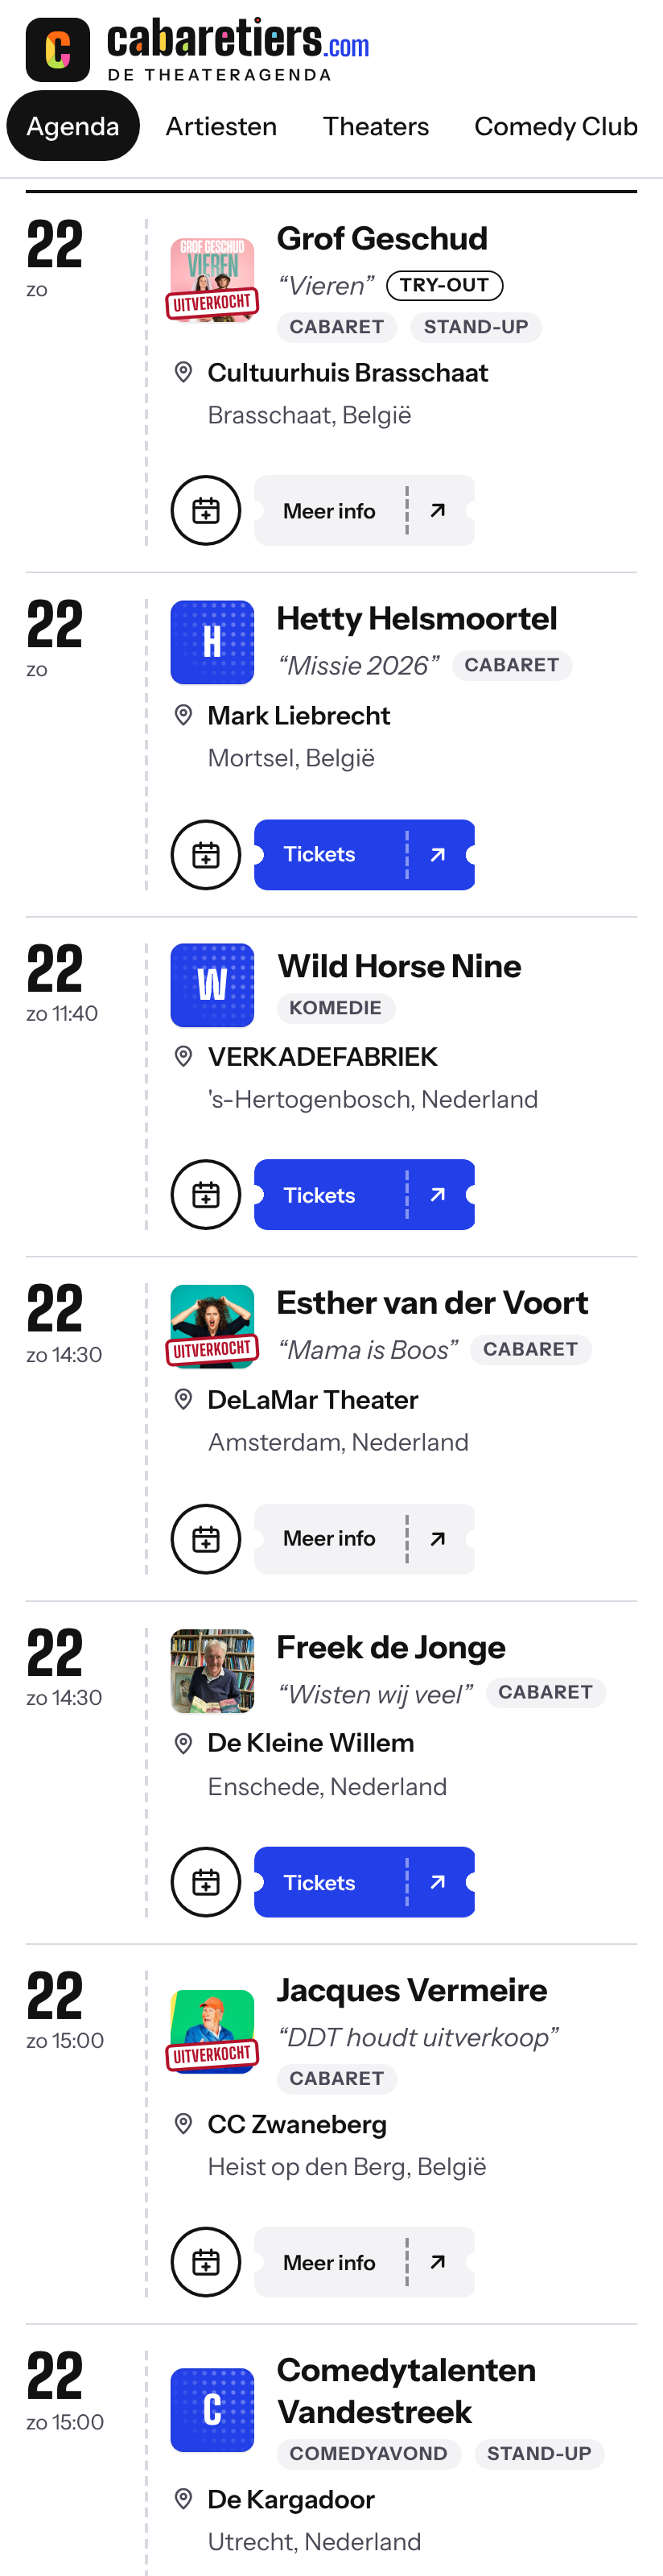 C cabaretiers.com
DE THEATERAGENDA
Agenda Artiesten Theaters Comedy Club
22
zo
GROF GESCHUD
VIEREN
UITVERKOCHT
Grof Geschud
“Vieren” TRY-OUT
CABARET STAND-UP
Cultuurhuis Brasschaat
Brasschaat, België
Meer info
22
zo
H
Hetty Helsmoortel
“Missie 2026” CABARET
Mark Liebrecht
Mortsel, België
Tickets
22
zo 11:40
W
Wild Horse Nine
KOMEDIE
VERKADEFABRIEK
's-Hertogenbosch, Nederland
Tickets
22
zo 14:30
UITVERKOCHT
Esther van der Voort
“Mama is Boos” CABARET
DeLaMar Theater
Amsterdam, Nederland
Meer info
22
zo 14:30
Freek de Jonge
“Wisten wij veel” CABARET
De Kleine Willem
Enschede, Nederland
Tickets
22
zo 15:00
UITVERKOCHT
Jacques Vermeire
“DDT houdt uitverkoop”
CABARET
CC Zwaneberg
Heist op den Berg, België
Meer info
22
zo 15:00
C
Comedytalenten
Vandestreek
COMEDYAVOND STAND-UP
De Kargadoor
Utrecht, Nederland